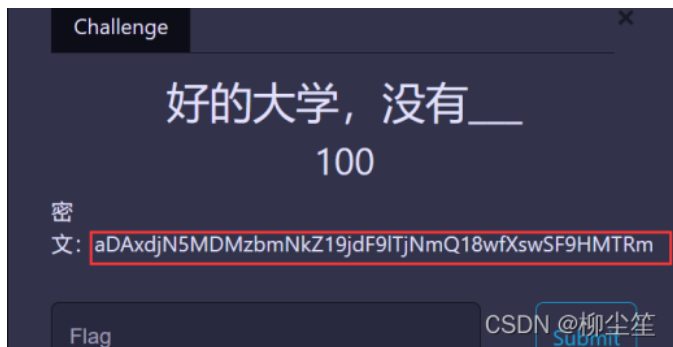 Challenge
×
好的大学，没有___
100
密
文：aDAxdjN5MDMzbmNkZ19jdF9lTjNmQ18wfXswSF9HMTRm
Flag
Submit
CSDN @柳尘笙